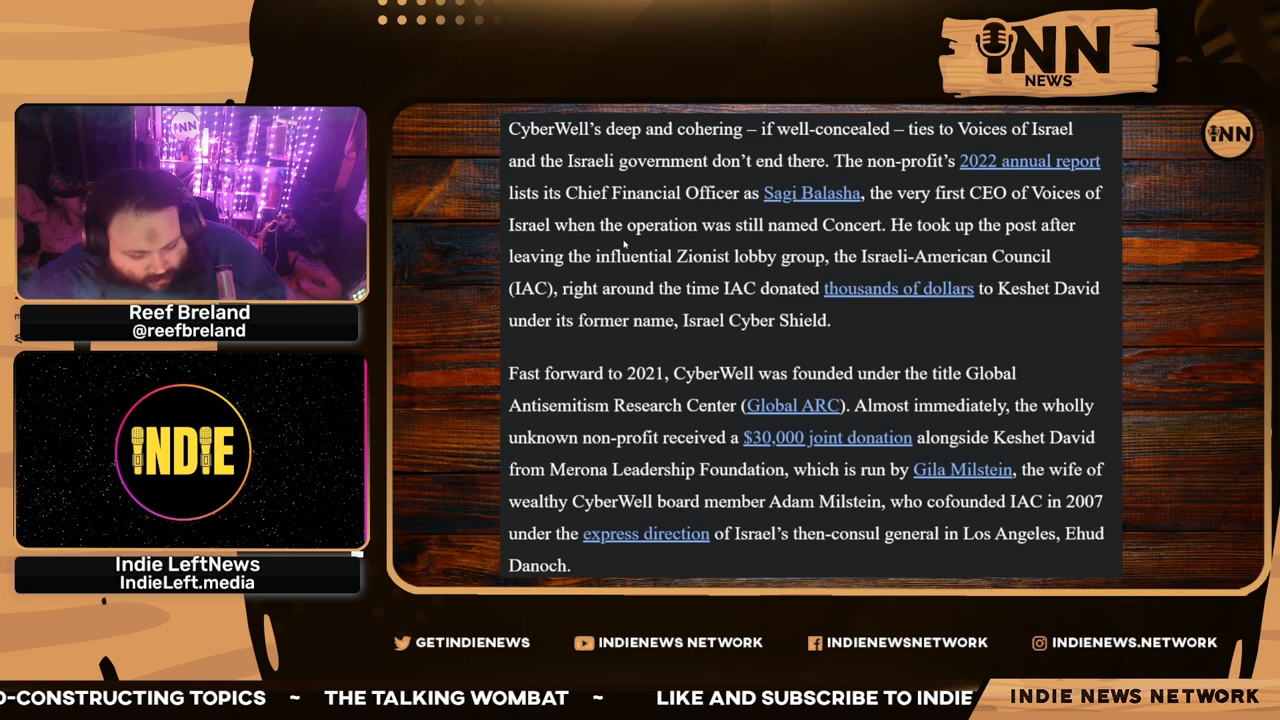 INN
NEWS
INN
INN
CyberWell’s deep and cohering – if well-concealed – ties to Voices of Israel
and the Israeli government don’t end there. The non-profit’s 2022 annual report
lists its Chief Financial Officer as Sagi Balasha, the very first CEO of Voices of
Israel when the operation was still named Concert. He took up the post after
leaving the influential Zionist lobby group, the Israeli-American Council
(IAC), right around the time IAC donated thousands of dollars to Keshet David
under its former name, Israel Cyber Shield.
Fast forward to 2021, CyberWell was founded under the title Global
Antisemitism Research Center (Global ARC). Almost immediately, the wholly
unknown non-profit received a $30,000 joint donation alongside Keshet David
from Merona Leadership Foundation, which is run by Gila Milstein, the wife of
wealthy CyberWell board member Adam Milstein, who cofounded IAC in 2007
under the express direction of Israel’s then-consul general in Los Angeles, Ehud
Danoch.
Reef Breland
@reefbreland
INDIE
Indie LeftNews
IndieLeft.media
GETINDIENEWS
INDIENEWS NETWORK
INDIENEWSNETWORK
INDIENEWS.NETWORK
O-CONSTRUCTING TOPICS ~ THE TALKING WOMBAT ~ LIKE AND SUBSCRIBE TO INDIE
INDIE NEWS NETWORK